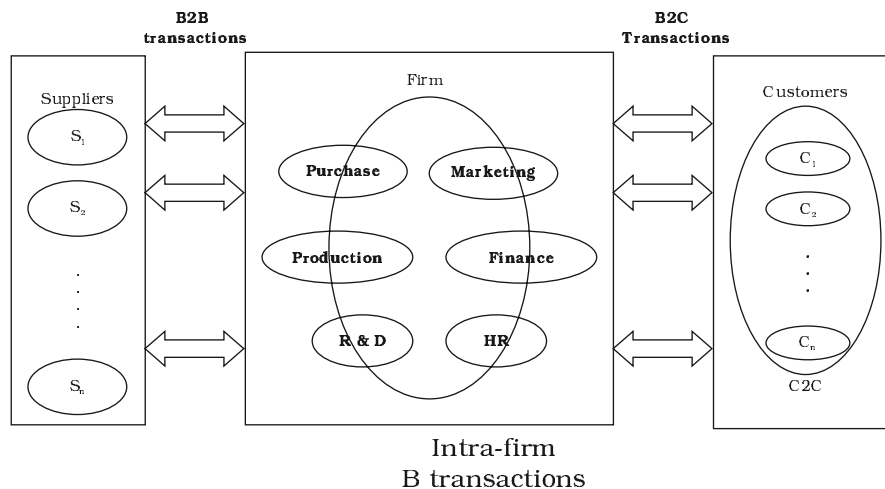 B2B
transactions
B2C
Transactions
Suppliers
S₁
S₂
Sₙ
Firm
Purchase
Marketing
Production
Finance
R & D
HR
Customers
C₁
C₂
Cₙ
C2C
Intra-firm
B transactions